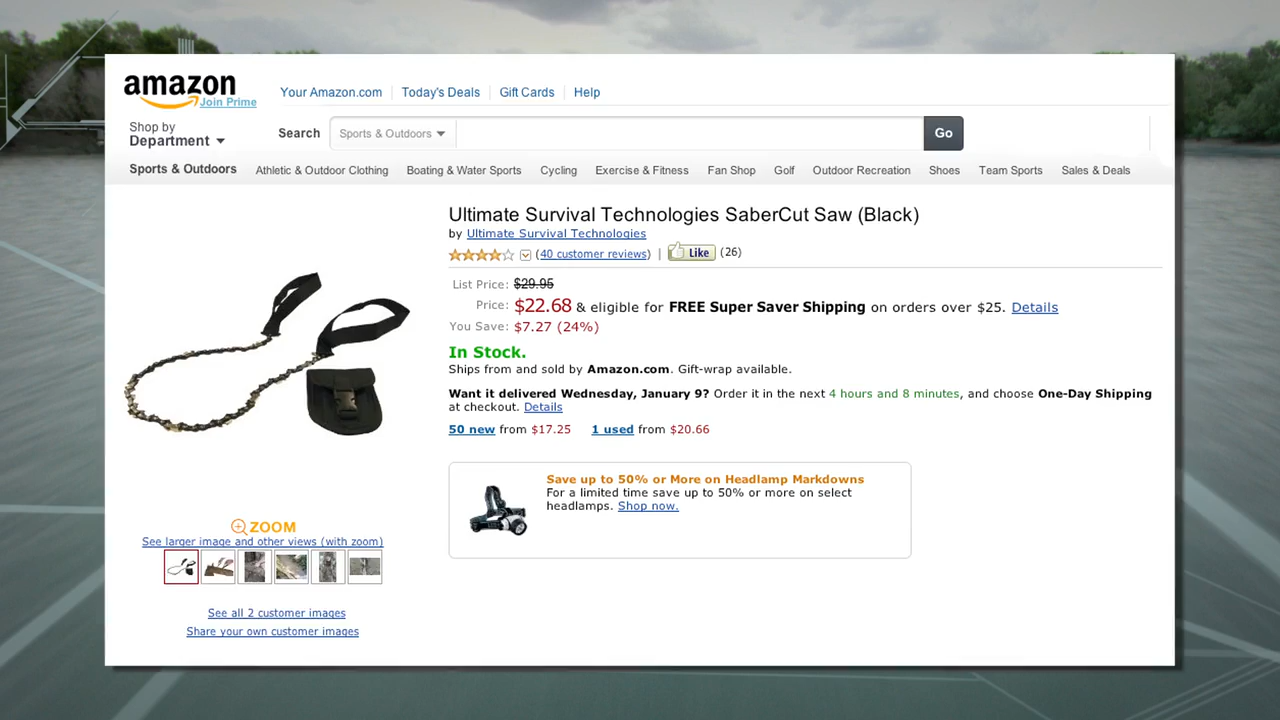 amazon
Join Prime
Your Amazon.com
Today's Deals
Gift Cards
Help
Shop by
Department
Search
Sports & Outdoors
Go
Sports & Outdoors
Athletic & Outdoor Clothing
Boating & Water Sports
Cycling
Exercise & Fitness
Fan Shop
Golf
Outdoor Recreation
Shoes
Team Sports
Sales & Deals
Ultimate Survival Technologies SaberCut Saw (Black)
by Ultimate Survival Technologies
(40 customer reviews) | Like (26)
List Price: $29.95
Price: $22.68 & eligible for FREE Super Saver Shipping on orders over $25. Details
You Save: $7.27 (24%)
In Stock.
Ships from and sold by Amazon.com. Gift-wrap available.
Want it delivered Wednesday, January 9? Order it in the next 4 hours and 8 minutes, and choose One-Day Shipping
at checkout. Details
50 new from $17.25 1 used from $20.66
Save up to 50% or More on Headlamp Markdowns
For a limited time save up to 50% or more on select
headlamps. Shop now.
ZOOM
See larger image and other views (with zoom)
See all 2 customer images
Share your own customer images